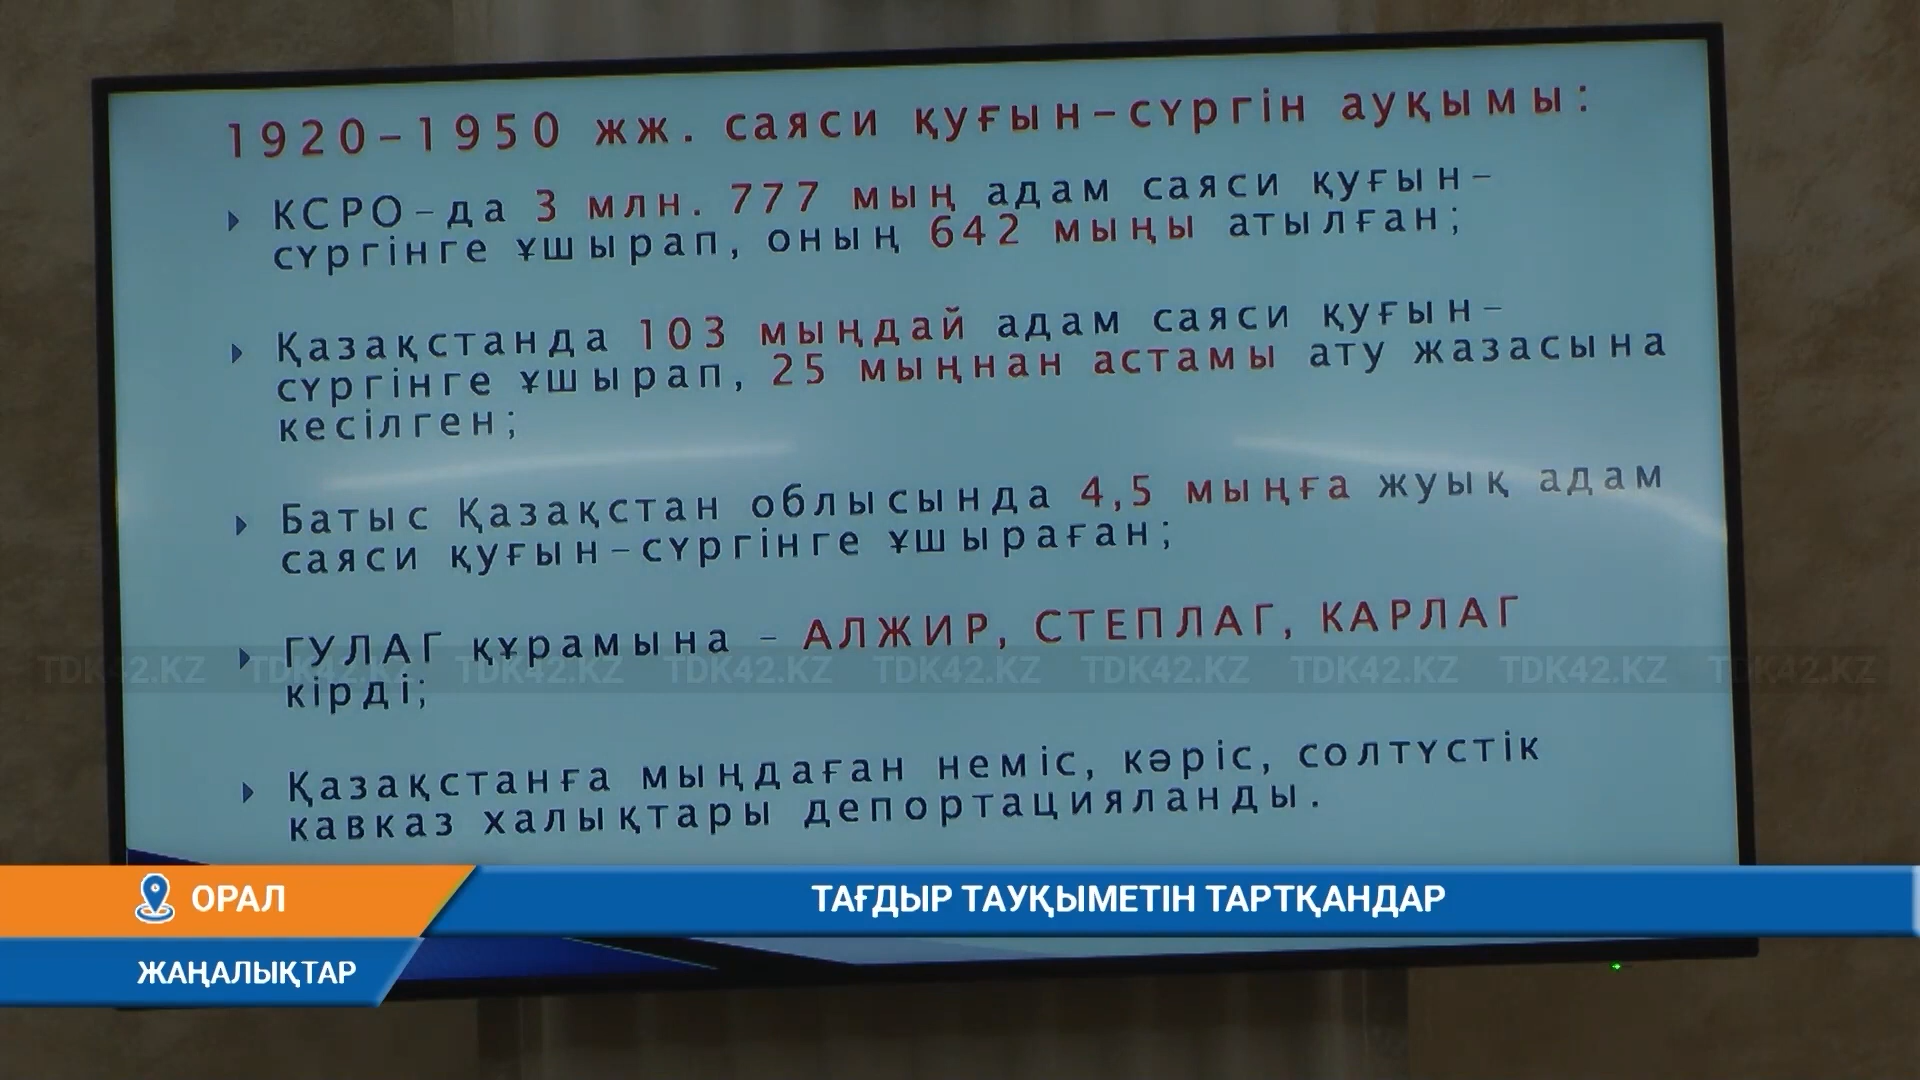 1920-1950 жж. саяси қуғын-сүргін ауқымы:
КСРО-да 3 млн. 777 мың адам саяси қуғын-
сүргінге ұшырап, оның 642 мыңы атылған;
Қазақстанда 103 мыңдай адам саяси қуғын-
сүргінге ұшырап, 25 мыңнан астамы ату жазасына
кесілген;
Батыс Қазақстан облысында 4,5 мыңға жуық адам
саяси қуғын-сүргінге ұшыраған;
ГУЛАГ құрамына - АЛЖИР, СТЕПЛАГ, КАРЛАГ
кірді;
TDK42.KZ TDK42.KZ TDK42.KZ TDK42.KZ TDK42.KZ TDK42.KZ TDK42.KZ TDK42.KZ TDK42.KZ
Қазақстанға мыңдаған неміс, кәріс, солтүстік
кавказ халықтары депортацияланды.
ОРАЛ
ТАҒДЫР ТАУҚЫМЕТІН ТАРТҚАНДАР
ЖАҢАЛЫҚТАР